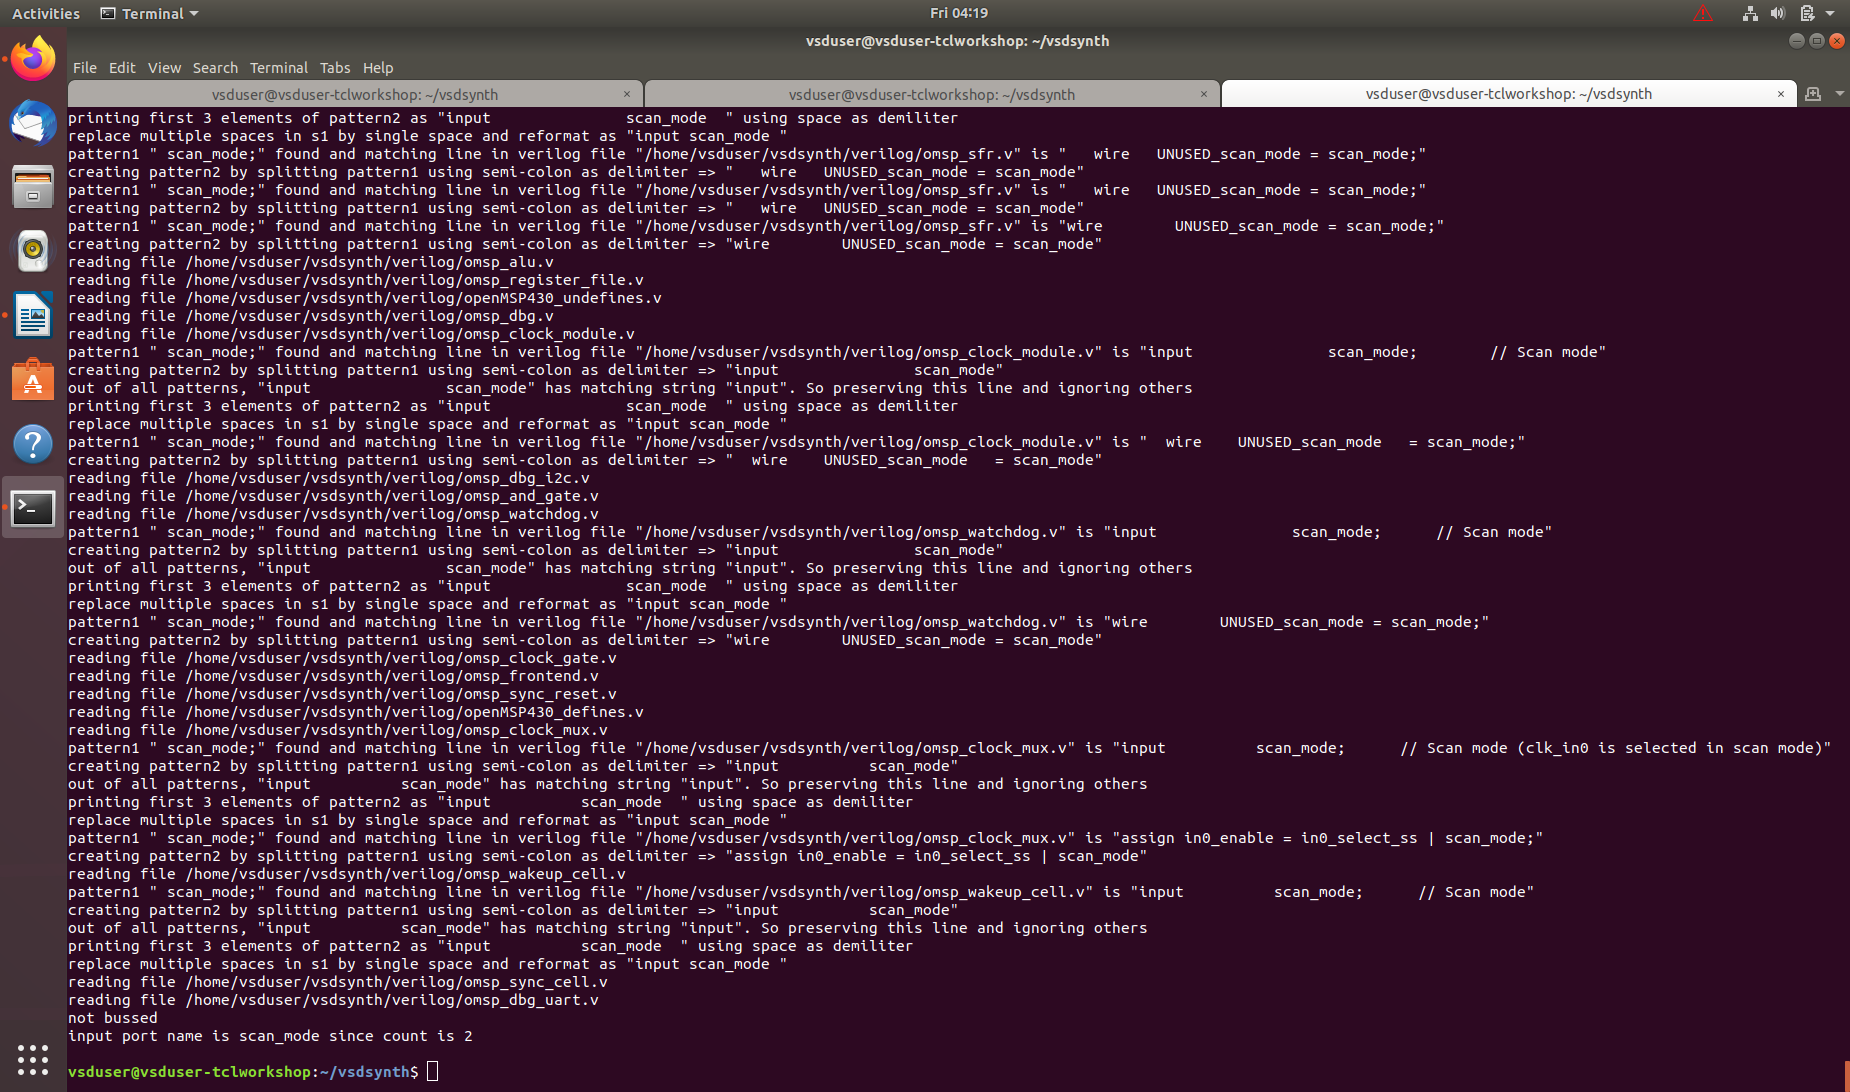 Activities Terminal Fri 04:19
vsduser@vsduser-tclworkshop: ~/vsdsynth
File Edit View Search Terminal Tabs Help
vsduser@vsduser-tclworkshop: ~/vsdsynth × vsduser@vsduser-tclworkshop: ~/vsdsynth × vsduser@vsduser-tclworkshop: ~/vsdsynth ×
printing first 3 elements of pattern2 as "input               scan_mode  " using space as demiliter
replace multiple spaces in s1 by single space and reformat as "input scan_mode "
pattern1 " scan_mode;" found and matching line in verilog file "/home/vsduser/vsdsynth/verilog/omsp_sfr.v" is "   wire   UNUSED_scan_mode = scan_mode;"
creating pattern2 by splitting pattern1 using semi-colon as delimiter => "   wire   UNUSED_scan_mode = scan_mode"
pattern1 " scan_mode;" found and matching line in verilog file "/home/vsduser/vsdsynth/verilog/omsp_sfr.v" is "   wire   UNUSED_scan_mode = scan_mode;"
creating pattern2 by splitting pattern1 using semi-colon as delimiter => "   wire   UNUSED_scan_mode = scan_mode"
pattern1 " scan_mode;" found and matching line in verilog file "/home/vsduser/vsdsynth/verilog/omsp_sfr.v" is "wire        UNUSED_scan_mode = scan_mode;"
creating pattern2 by splitting pattern1 using semi-colon as delimiter => "wire        UNUSED_scan_mode = scan_mode"
reading file /home/vsduser/vsdsynth/verilog/omsp_alu.v
reading file /home/vsduser/vsdsynth/verilog/omsp_register_file.v
reading file /home/vsduser/vsdsynth/verilog/openMSP430_undefines.v
reading file /home/vsduser/vsdsynth/verilog/omsp_dbg.v
reading file /home/vsduser/vsdsynth/verilog/omsp_clock_module.v
pattern1 " scan_mode;" found and matching line in verilog file "/home/vsduser/vsdsynth/verilog/omsp_clock_module.v" is "input               scan_mode;        // Scan mode"
creating pattern2 by splitting pattern1 using semi-colon as delimiter => "input               scan_mode"
out of all patterns, "input               scan_mode" has matching string "input". So preserving this line and ignoring others
printing first 3 elements of pattern2 as "input               scan_mode  " using space as demiliter
replace multiple spaces in s1 by single space and reformat as "input scan_mode "
pattern1 " scan_mode;" found and matching line in verilog file "/home/vsduser/vsdsynth/verilog/omsp_clock_module.v" is "  wire    UNUSED_scan_mode   = scan_mode;"
creating pattern2 by splitting pattern1 using semi-colon as delimiter => "  wire    UNUSED_scan_mode   = scan_mode"
reading file /home/vsduser/vsdsynth/verilog/omsp_dbg_i2c.v
reading file /home/vsduser/vsdsynth/verilog/omsp_and_gate.v
reading file /home/vsduser/vsdsynth/verilog/omsp_watchdog.v
pattern1 " scan_mode;" found and matching line in verilog file "/home/vsduser/vsdsynth/verilog/omsp_watchdog.v" is "input               scan_mode;      // Scan mode"
creating pattern2 by splitting pattern1 using semi-colon as delimiter => "input               scan_mode"
out of all patterns, "input               scan_mode" has matching string "input". So preserving this line and ignoring others
printing first 3 elements of pattern2 as "input               scan_mode  " using space as demiliter
replace multiple spaces in s1 by single space and reformat as "input scan_mode "
pattern1 " scan_mode;" found and matching line in verilog file "/home/vsduser/vsdsynth/verilog/omsp_watchdog.v" is "wire        UNUSED_scan_mode = scan_mode;"
creating pattern2 by splitting pattern1 using semi-colon as delimiter => "wire        UNUSED_scan_mode = scan_mode"
reading file /home/vsduser/vsdsynth/verilog/omsp_clock_gate.v
reading file /home/vsduser/vsdsynth/verilog/omsp_frontend.v
reading file /home/vsduser/vsdsynth/verilog/omsp_sync_reset.v
reading file /home/vsduser/vsdsynth/verilog/openMSP430_defines.v
reading file /home/vsduser/vsdsynth/verilog/omsp_clock_mux.v
pattern1 " scan_mode;" found and matching line in verilog file "/home/vsduser/vsdsynth/verilog/omsp_clock_mux.v" is "input          scan_mode;      // Scan mode (clk_in0 is selected in scan mode)"
creating pattern2 by splitting pattern1 using semi-colon as delimiter => "input          scan_mode"
out of all patterns, "input          scan_mode" has matching string "input". So preserving this line and ignoring others
printing first 3 elements of pattern2 as "input          scan_mode  " using space as demiliter
replace multiple spaces in s1 by single space and reformat as "input scan_mode "
pattern1 " scan_mode;" found and matching line in verilog file "/home/vsduser/vsdsynth/verilog/omsp_clock_mux.v" is "assign in0_enable = in0_select_ss | scan_mode;"
creating pattern2 by splitting pattern1 using semi-colon as delimiter => "assign in0_enable = in0_select_ss | scan_mode"
reading file /home/vsduser/vsdsynth/verilog/omsp_wakeup_cell.v
pattern1 " scan_mode;" found and matching line in verilog file "/home/vsduser/vsdsynth/verilog/omsp_wakeup_cell.v" is "input          scan_mode;      // Scan mode"
creating pattern2 by splitting pattern1 using semi-colon as delimiter => "input          scan_mode"
out of all patterns, "input          scan_mode" has matching string "input". So preserving this line and ignoring others
printing first 3 elements of pattern2 as "input          scan_mode  " using space as demiliter
replace multiple spaces in s1 by single space and reformat as "input scan_mode "
reading file /home/vsduser/vsdsynth/verilog/omsp_sync_cell.v
reading file /home/vsduser/vsdsynth/verilog/omsp_dbg_uart.v
not bussed
input port name is scan_mode since count is 2
vsduser@vsduser-tclworkshop:~/vsdsynth$